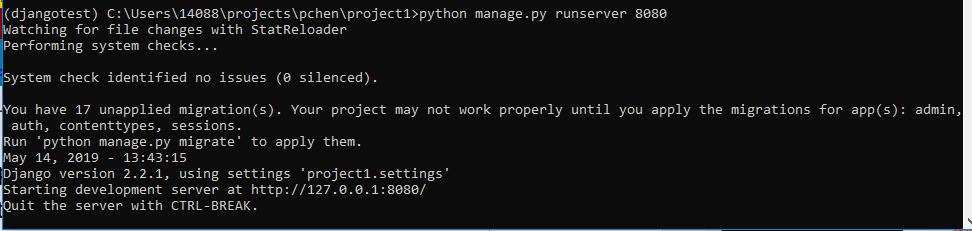 (djangotest) C:\Users\14088\projects\pchen\project1>python manage.py runserver 8080
Watching for file changes with StatReloader
Performing system checks...
System check identified no issues (0 silenced).
You have 17 unapplied migration(s). Your project may not work properly until you apply the migrations for app(s): admin,
auth, contenttypes, sessions.
Run 'python manage.py migrate' to apply them.
May 14, 2019 - 13:43:15
Django version 2.2.1, using settings 'project1.settings'
Starting development server at http://127.0.0.1:8080/
Quit the server with CTRL-BREAK.